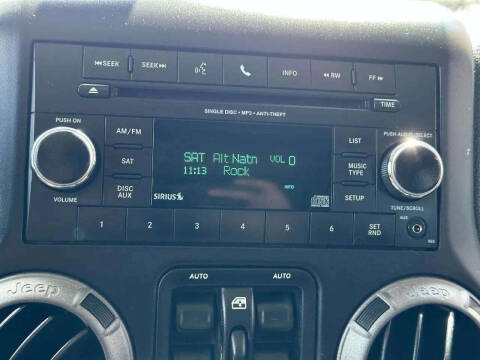 SEEK SEEK INFO RW FF
SINGLE DISC • MP3 • ANTI-THEFT
TIME
PUSH ON
PUSH AUDIO/SELECT
AM/FM
SAT
DISC
AUX
SAT Alt Natn VOL 0
11:13 Rock
INFO
SIRIUS
LIST
MUSIC
TYPE
SETUP
VOLUME
TUNE/SCROLL
1 2 3 4 5 6
SET
RND
AUX
AUTO AUTO
Jeep
Jeep